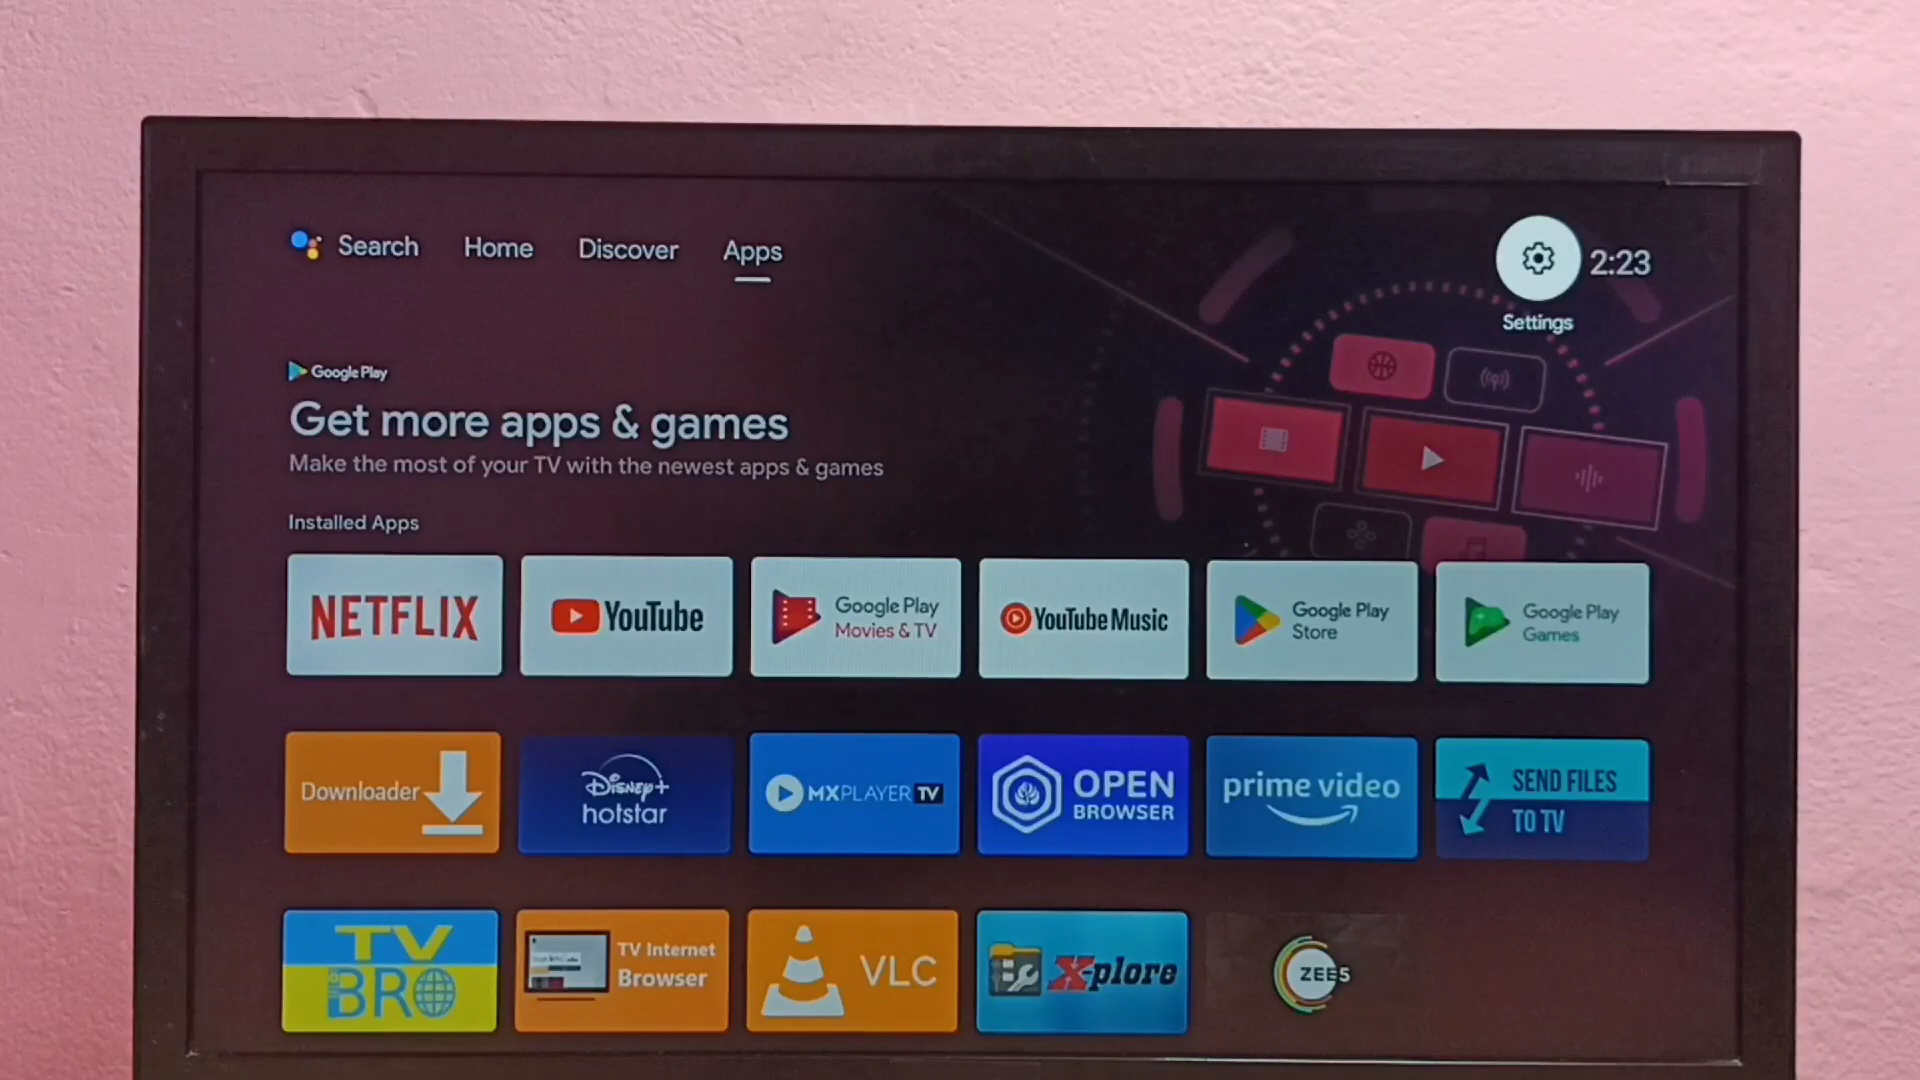 Search Home Discover Apps
2:23
Settings
Google Play
Get more apps & games
Make the most of your TV with the newest apps & games
Installed Apps
NETFLIX
YouTube
Google Play
Movies & TV
YouTube Music
Google Play
Store
Google Play
Games
Downloader
Disney+
hotstar
MXPLAYER TV
OPEN
BROWSER
prime video
SEND FILES
TO TV
TV
BRO
TV Internet
Browser
VLC
X-plore
ZEE5